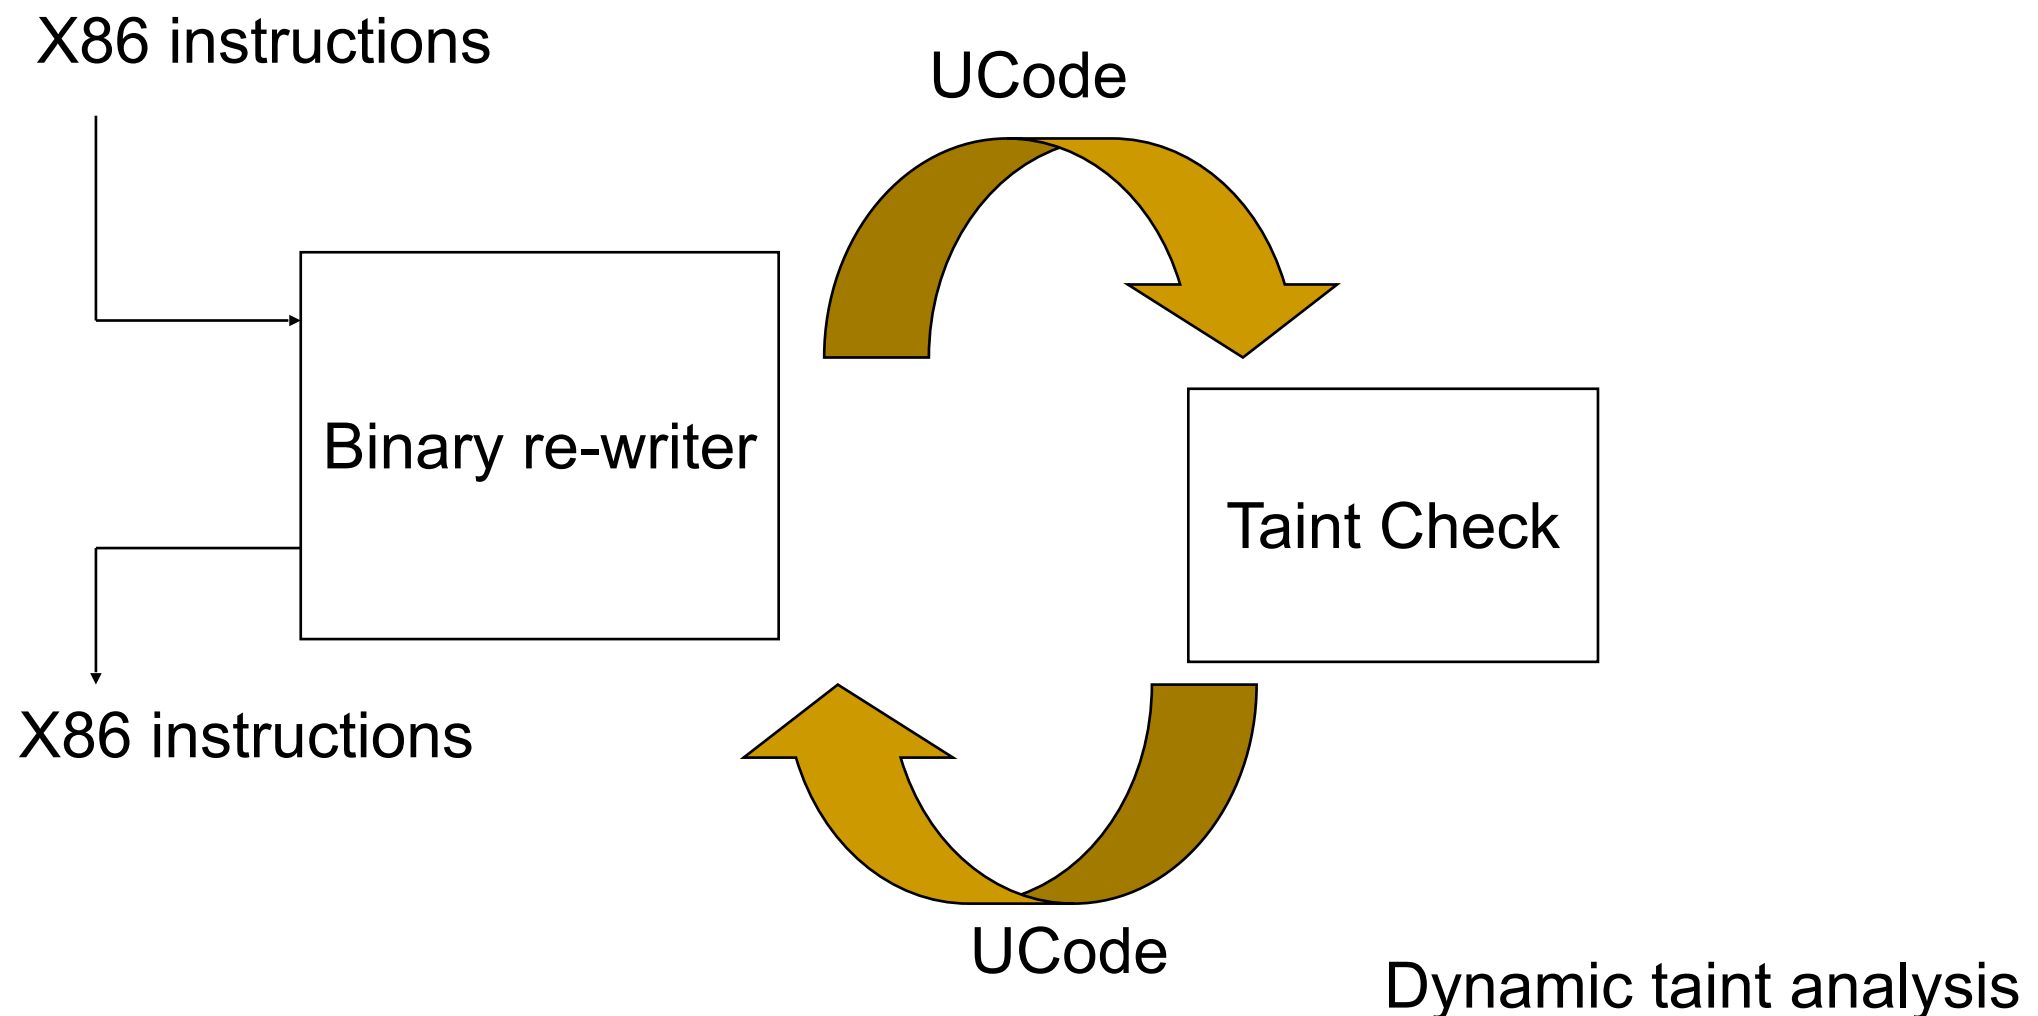 X86 instructions
UCode
Binary re-writer
Taint Check
X86 instructions
UCode
Dynamic taint analysis